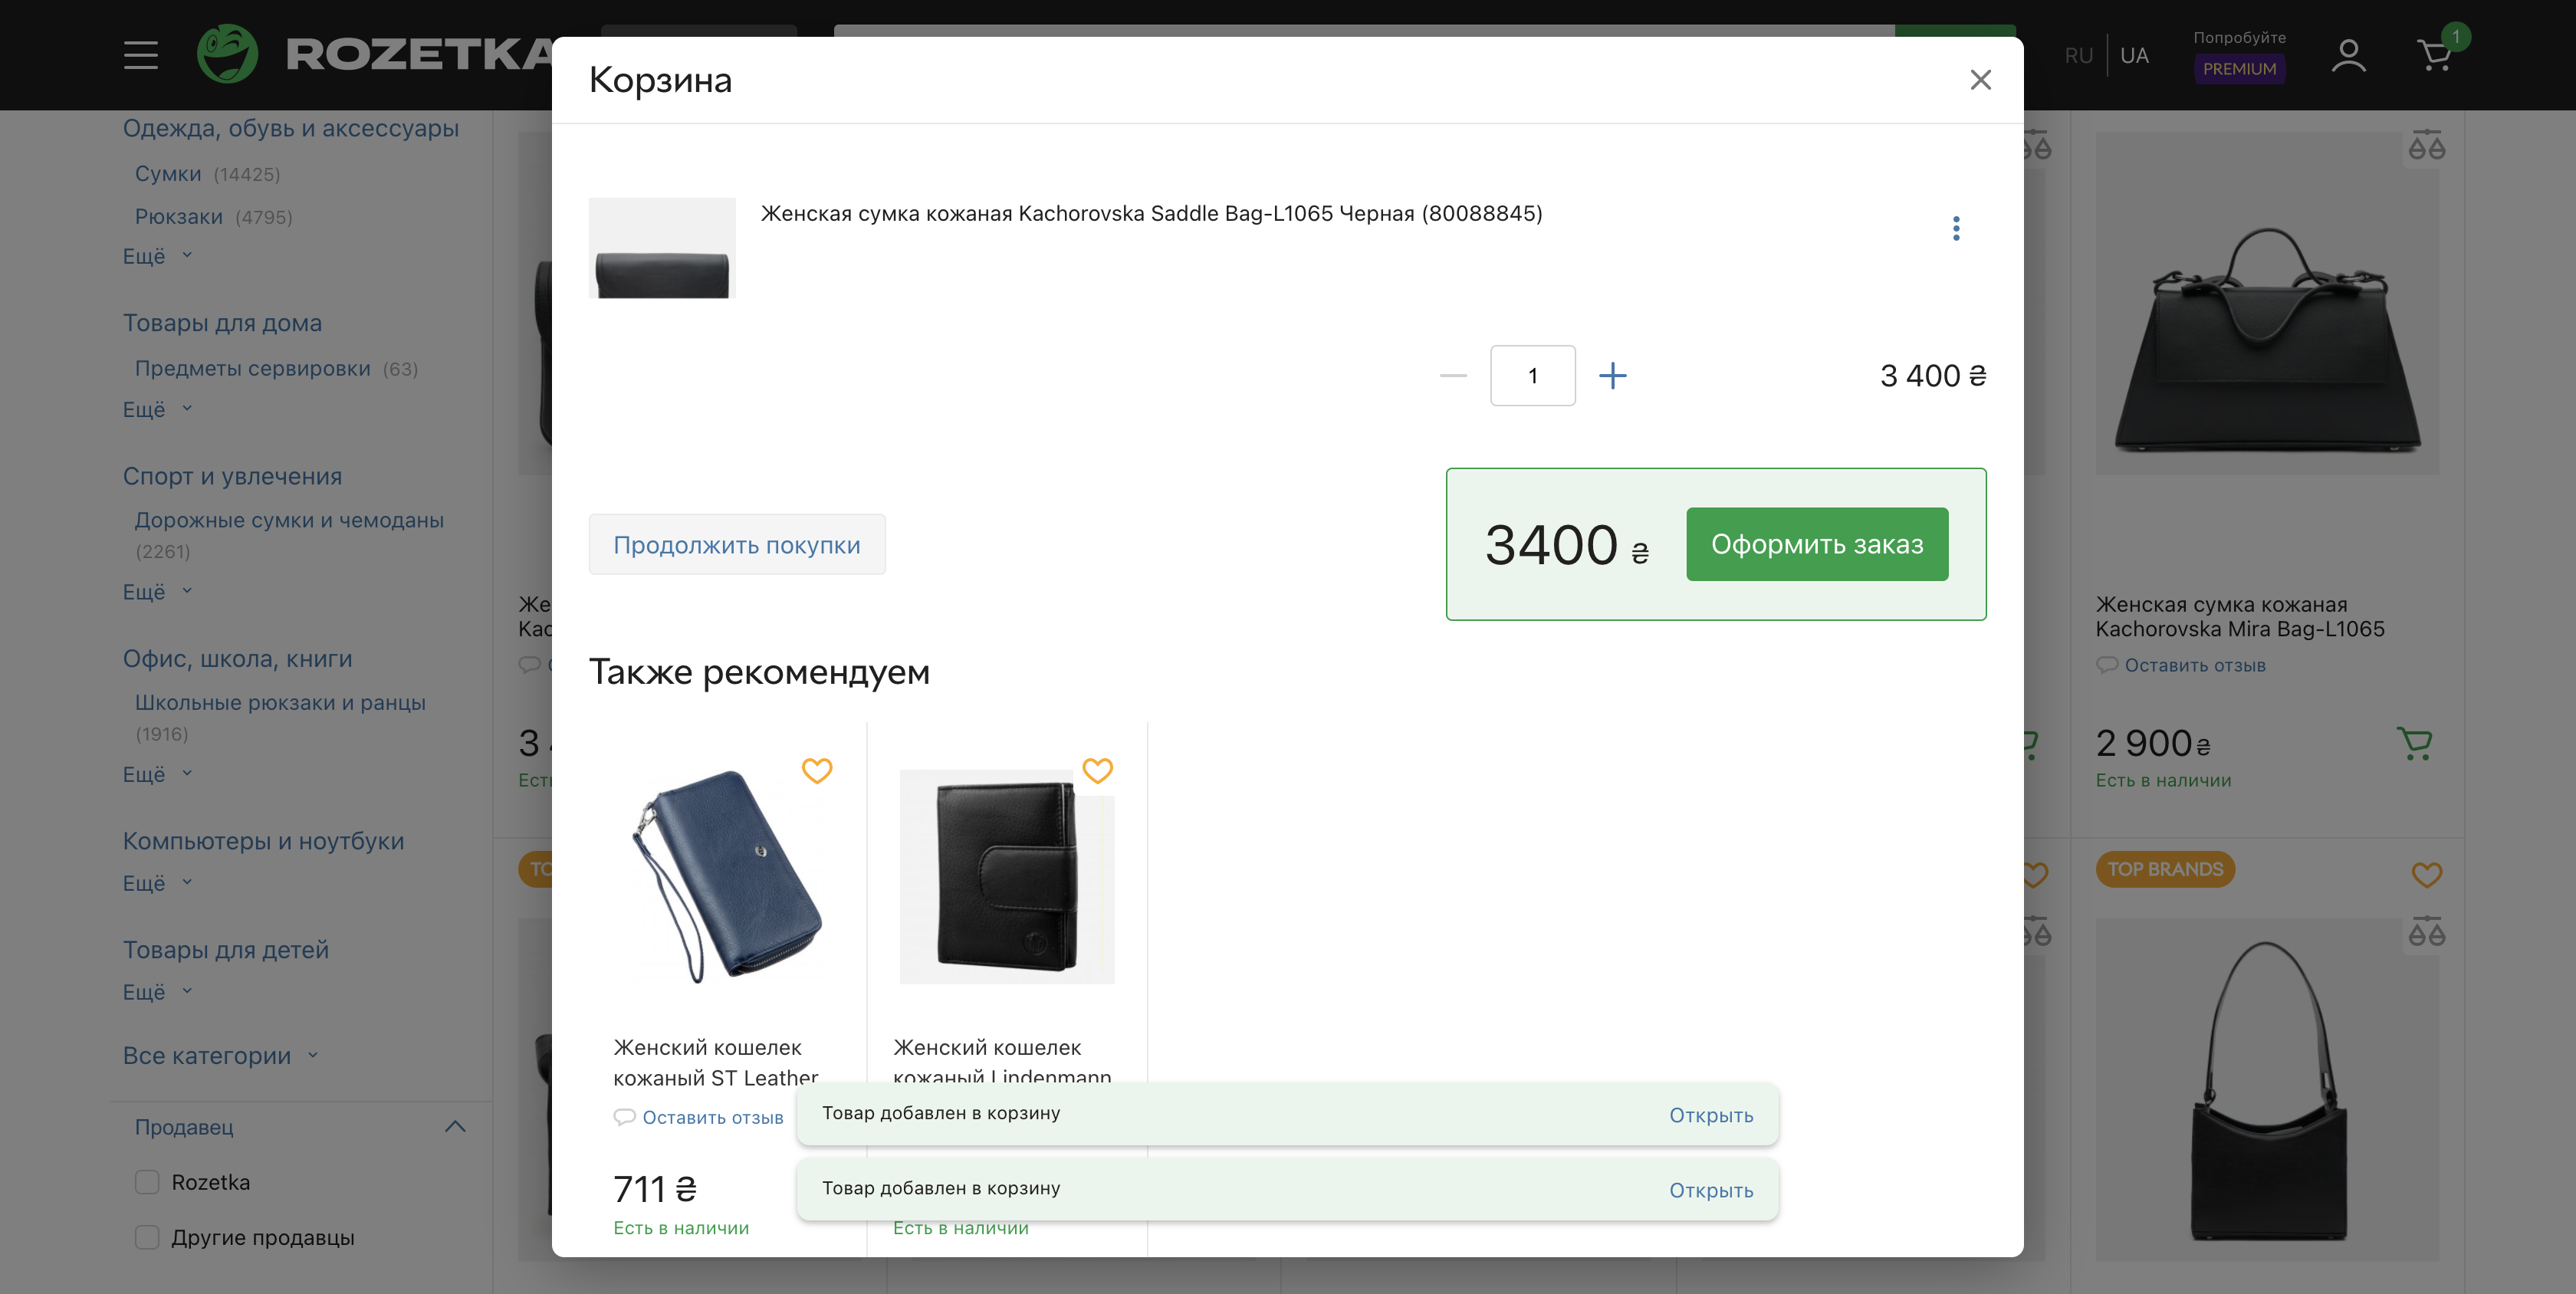 ROZETKA
RU
UA
Попробуйте
PREMIUM
1
Одежда, обувь и аксессуары
Сумки (14425)
Рюкзаки (4795)
Ещё
Товары для дома
Предметы сервировки (63)
Ещё
Спорт и увлечения
Дорожные сумки и чемоданы
(2261)
Ещё
Офис, школа, книги
Школьные рюкзаки и ранцы
(1916)
Ещё
Компьютеры и ноутбуки
Ещё
Товары для детей
Ещё
Все категории
Продавец
Rozetka
Другие продавцы
Корзина
Женская сумка кожаная Kachorovska Saddle Bag-L1065 Черная (80088845)
1
3 400 ₴
Продолжить покупки
3400 ₴
Оформить заказ
Также рекомендуем
Женский кошелек
кожаный ST Leather
Оставить отзыв
711 ₴
Есть в наличии
Женский кошелек
кожаный Lindenmann
Есть в наличии
Товар добавлен в корзину
Открыть
Товар добавлен в корзину
Открыть
Женская сумка кожаная
Kachorovska Mira Bag-L1065
Оставить отзыв
2 900 ₴
Есть в наличии
TOP BRANDS